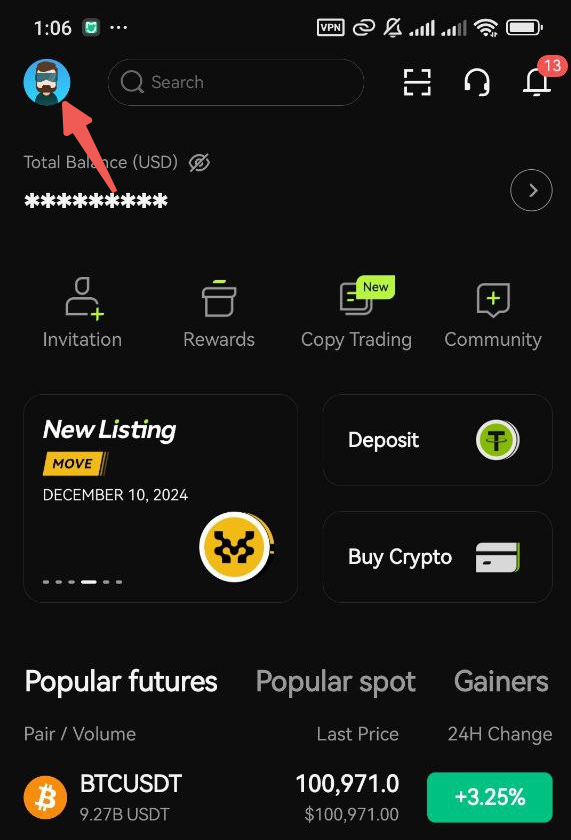 1:06 ... VPN
Search
13
Total Balance (USD)
*********
Invitation
Rewards
New
Copy Trading
Community
New Listing
MOVE
DECEMBER 10, 2024
Deposit
Buy Crypto
Popular futures Popular spot Gainers
Pair / Volume Last Price 24H Change
BTCUSDT 100,971.0 +3.25%
9.27B USDT $100,971.00